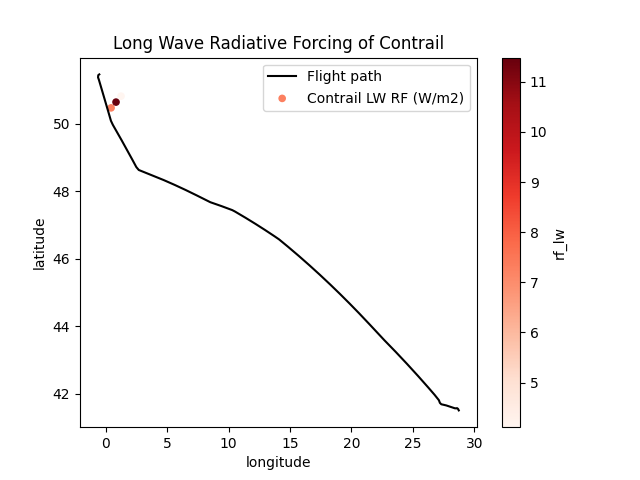 Long Wave Radiative Forcing of Contrail
Flight path
Contrail LW RF (W/m2)
50
48
46
44
42
latitude
0 5 10 15 20 25 30
longitude
11
10
9
8
7
6
5
rf_lw